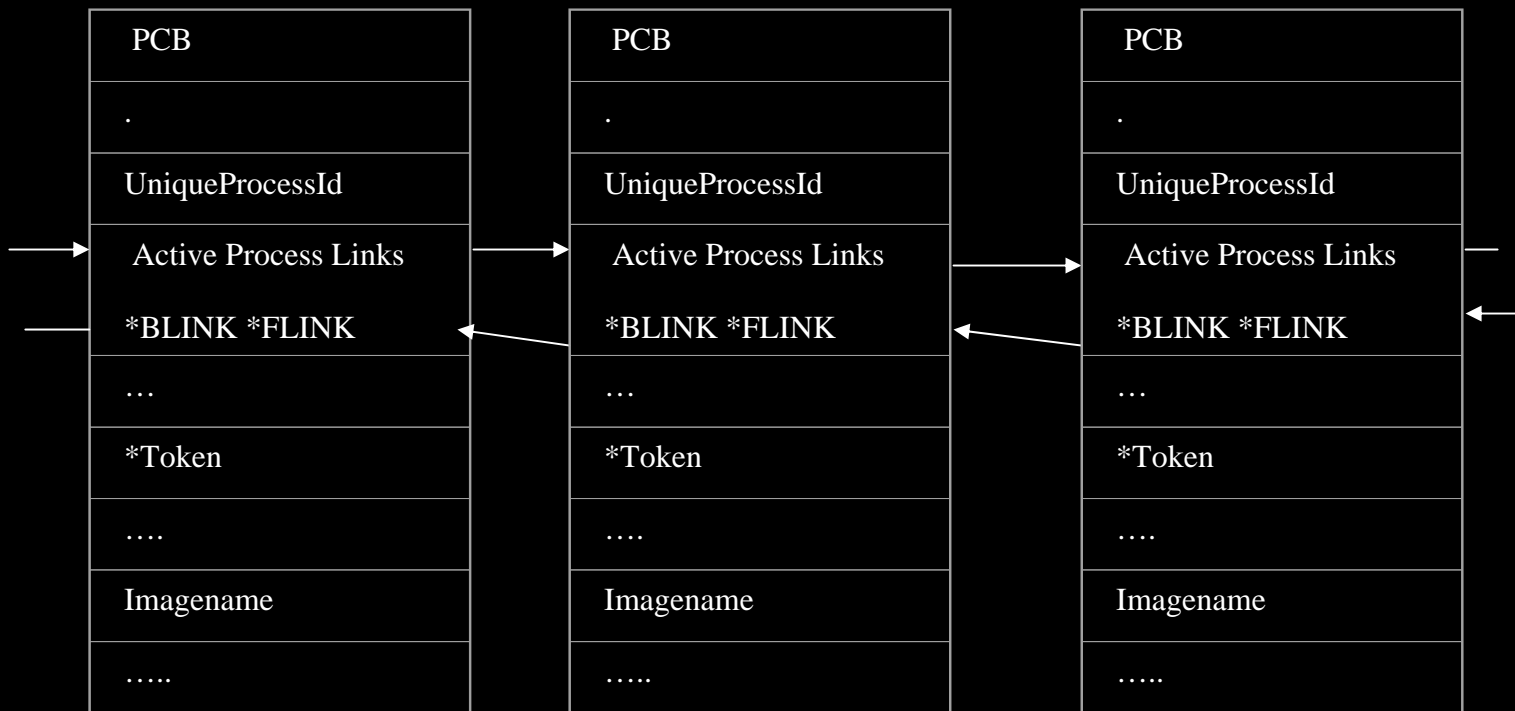 PCB
.
UniqueProcessId
Active Process Links
*BLINK *FLINK
…
*Token
….
Imagename
…..
PCB
.
UniqueProcessId
Active Process Links
*BLINK *FLINK
…
*Token
….
Imagename
…..
PCB
.
UniqueProcessId
Active Process Links
*BLINK *FLINK
…
*Token
….
Imagename
…..